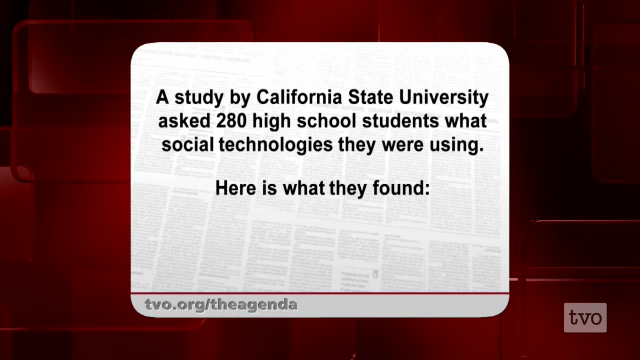 A study by California State University
asked 280 high school students what
social technologies they were using.
Here is what they found:
tvo.org/theagenda
tvo